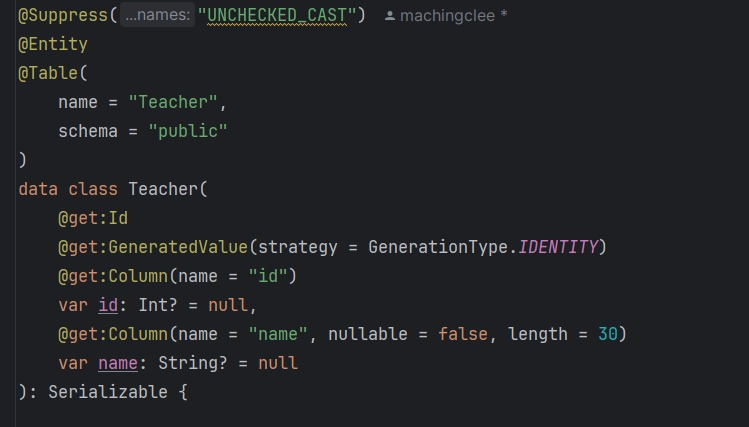 @Suppress(...names: "UNCHECKED_CAST") machingclee *
@Entity
@Table(
    name = "Teacher",
    schema = "public"
)
data class Teacher(
    @get:Id
    @get:GeneratedValue(strategy = GenerationType.IDENTITY)
    @get:Column(name = "id")
    var id: Int? = null,
    @get:Column(name = "name", nullable = false, length = 30)
    var name: String? = null
): Serializable {